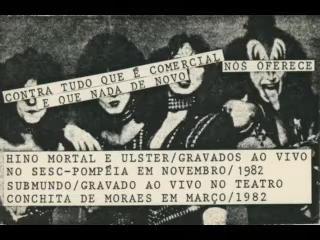 CONTRA TUDO QUE É COMERCIAL
E QUE NADA DE NOVO
NOS OFERECE
HINO MORTAL E ULSTER/GRAVADOS AO VIVO
NO SESC-POMPÉIA EM NOVEMBRO/1982
SUBMUNDO/GRAVADO AO VIVO NO TEATRO
CONCHITA DE MORAES EM MARÇO/1982